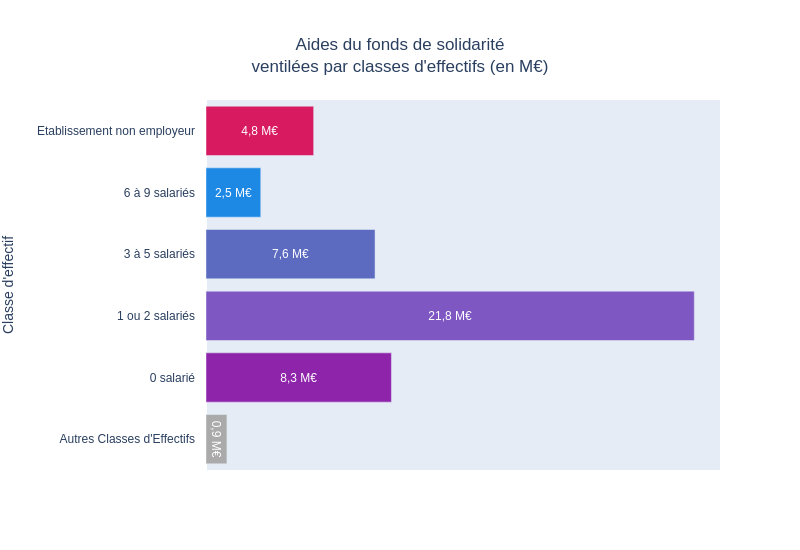 Aides du fonds de solidarité
ventilées par classes d'effectifs (en M€)
Classe d'effectif
Etablissement non employeur
4,8 M€
6 à 9 salariés
2,5 M€
3 à 5 salariés
7,6 M€
1 ou 2 salariés
21,8 M€
0 salarié
8,3 M€
Autres Classes d'Effectifs
0,9 M€